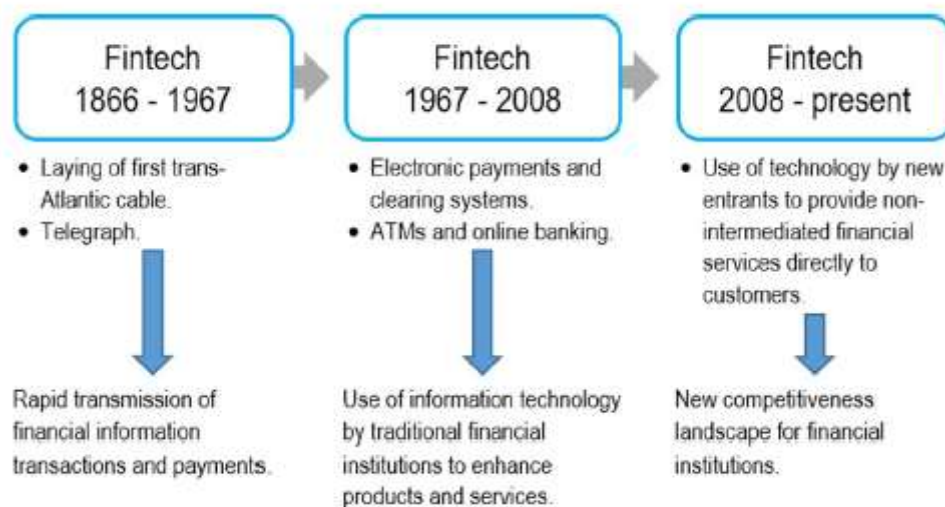 Fintech
1866 - 1967
Fintech
1967 - 2008
Fintech
2008 - present
• Laying of first trans-
Atlantic cable.
• Telegraph.
• Electronic payments and
clearing systems.
• ATMs and online banking.
• Use of technology by new
entrants to provide non-
intermediated financial
services directly to
customers.
Rapid transmission of
financial information
transactions and payments.
Use of information technology
by traditional financial
institutions to enhance
products and services.
New competitiveness
landscape for financial
institutions.